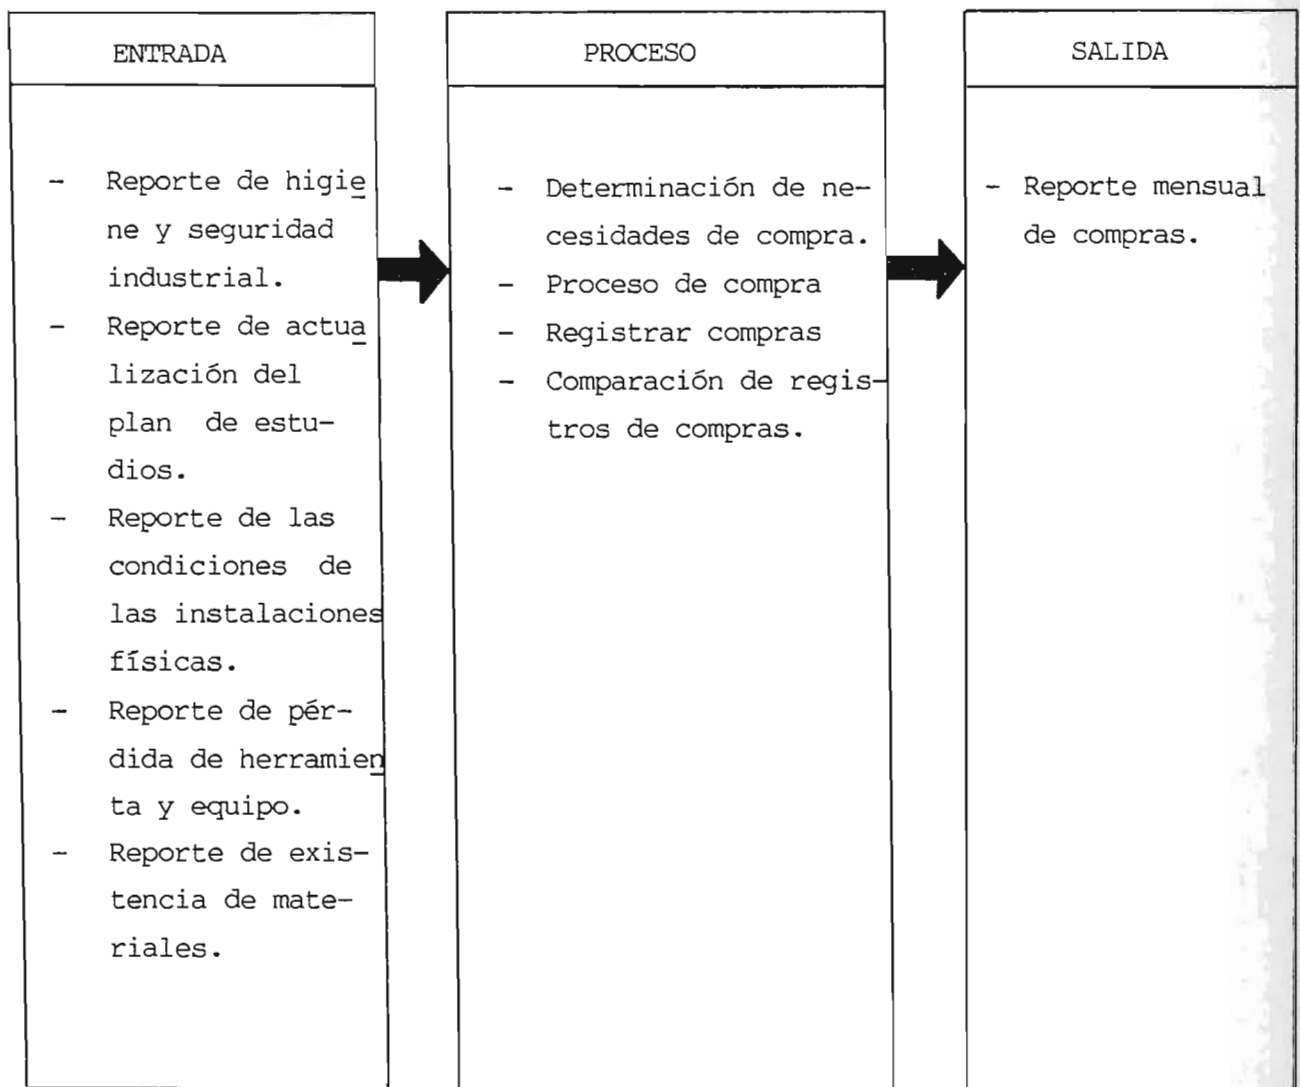 ENTRADA
- Reporte de higie
ne y seguridad
industrial.
- Reporte de actua
lización del
plan de estu-
dios.
- Reporte de las
condiciones de
las instalaciones
físicas.
- Reporte de pér-
dida de herramien
ta y equipo.
- Reporte de exis-
tencia de mate-
riales.
PROCESO
- Determinación de ne-
cesidades de compra.
- Proceso de compra
- Registrar compras
- Comparación de regis-
tros de compras.
SALIDA
- Reporte mensual
de compras.